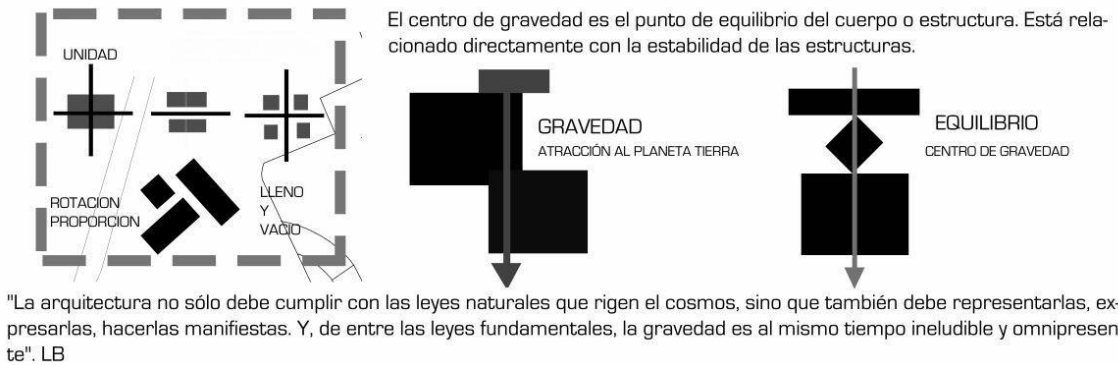 El centro de gravedad es el punto de equilibrio del cuerpo o estructura. Está rela-
cionado directamente con la estabilidad de las estructuras.
UNIDAD
ROTACION
PROPORCION
LLENO
Y
VACIO
GRAVEDAD
ATRACCIÓN AL PLANETA TIERRA
EQUILIBRIO
CENTRO DE GRAVEDAD
"La arquitectura no sólo debe cumplir con las leyes naturales que rigen el cosmos, sino que también debe representarlas, ex-
presarlas, hacerlas manifiestas. Y, de entre las leyes fundamentales, la gravedad es al mismo tiempo ineludible y omnipresen
te". LB